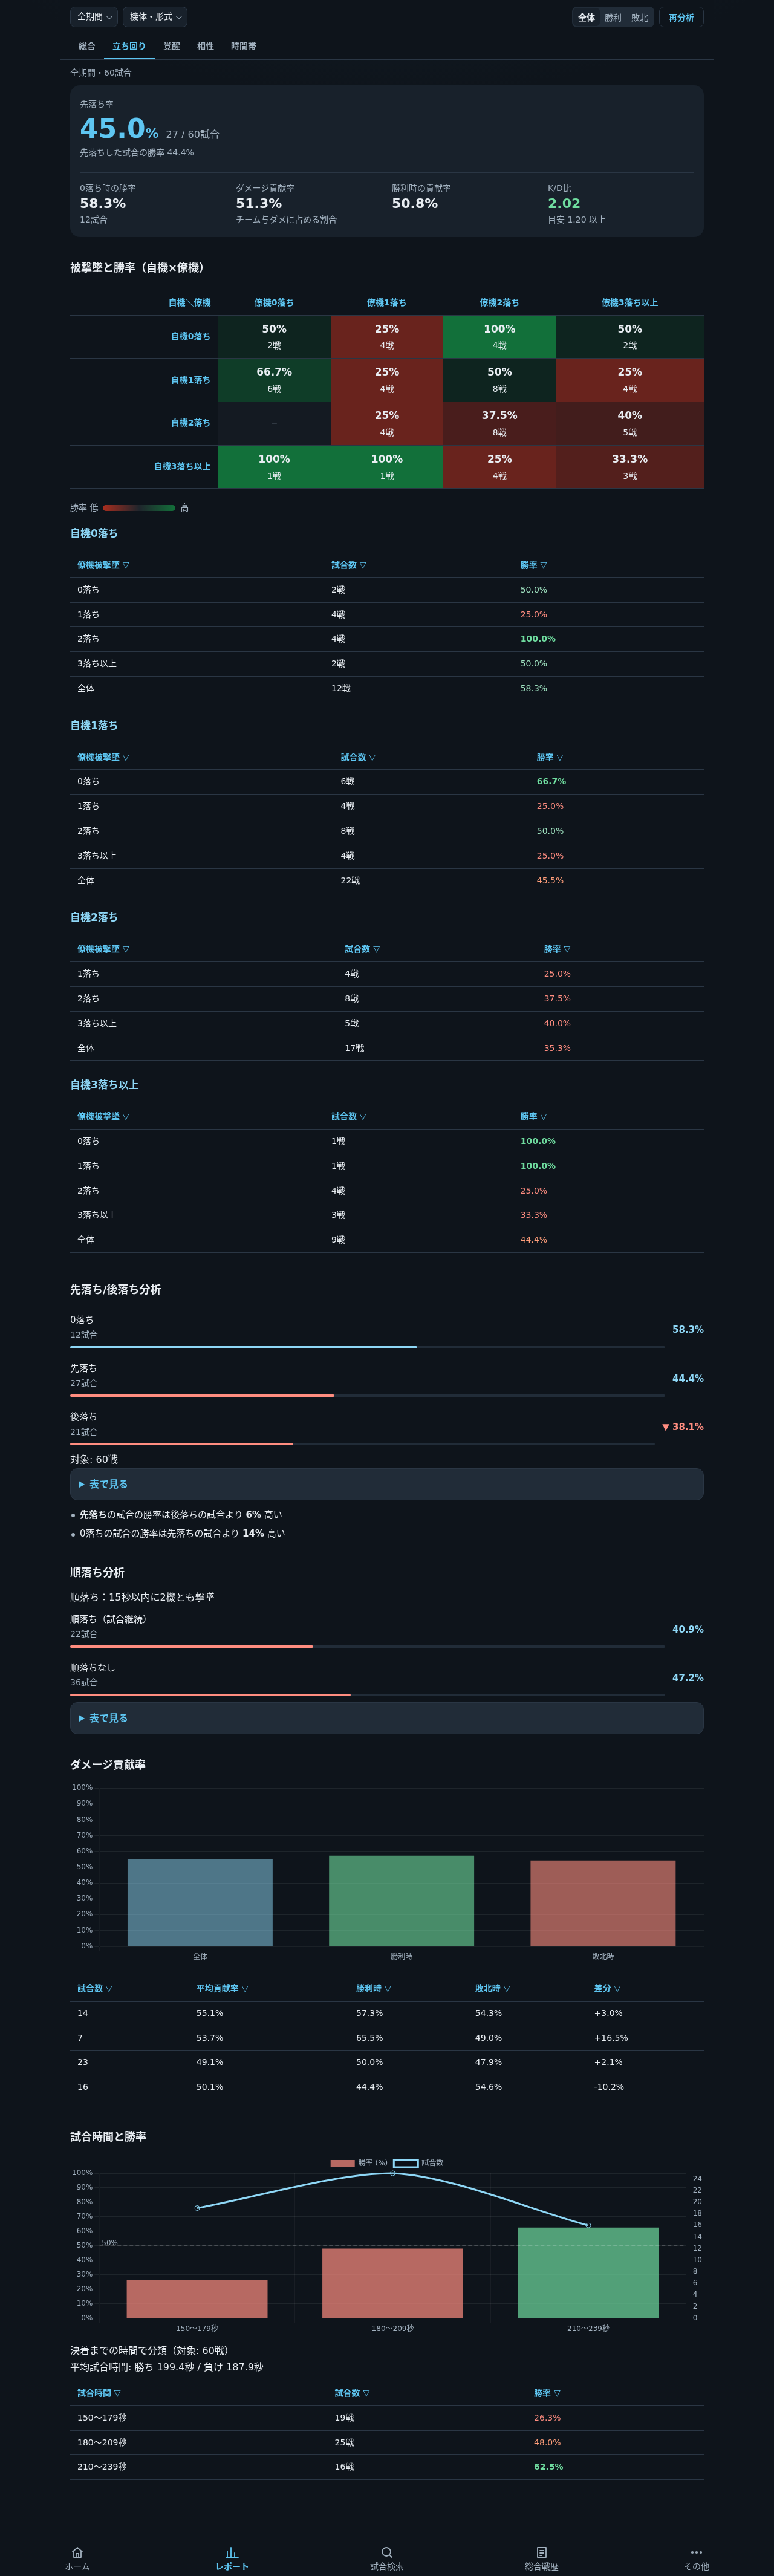 全期間 機体・形式 全体 勝利 敗北 再分析
総合 立ち回り 覚醒 相性 時間帯
全期間・60試合
先落ち率
45.0% 27 / 60試合
先落ちした試合の勝率 44.4%
0落ち時の勝率 ダメージ貢献率 勝利時の貢献率 K/D比
58.3% 51.3% 50.8% 2.02
12試合 チーム与ダメに占める割合 目安 1.20 以上
被撃墜と勝率（自機×僚機）
自機＼僚機 僚機0落ち 僚機1落ち 僚機2落ち 僚機3落ち以上
自機0落ち 50% 25% 100% 50%
2戦 4戦 4戦 2戦
自機1落ち 66.7% 25% 50% 25%
6戦 4戦 8戦 4戦
自機2落ち – 25% 37.5% 40%
4戦 8戦 5戦
自機3落ち以上 100% 100% 25% 33.3%
1戦 1戦 4戦 3戦
勝率 低 高
自機0落ち
僚機被撃墜 ▽ 試合数 ▽ 勝率 ▽
0落ち 2戦 50.0%
1落ち 4戦 25.0%
2落ち 4戦 100.0%
3落ち以上 2戦 50.0%
全体 12戦 58.3%
自機1落ち
僚機被撃墜 ▽ 試合数 ▽ 勝率 ▽
0落ち 6戦 66.7%
1落ち 4戦 25.0%
2落ち 8戦 50.0%
3落ち以上 4戦 25.0%
全体 22戦 45.5%
自機2落ち
僚機被撃墜 ▽ 試合数 ▽ 勝率 ▽
1落ち 4戦 25.0%
2落ち 8戦 37.5%
3落ち以上 5戦 40.0%
全体 17戦 35.3%
自機3落ち以上
僚機被撃墜 ▽ 試合数 ▽ 勝率 ▽
0落ち 1戦 100.0%
1落ち 1戦 100.0%
2落ち 4戦 25.0%
3落ち以上 3戦 33.3%
全体 9戦 44.4%
先落ち/後落ち分析
0落ち
12試合 58.3%
先落ち
27試合 44.4%
後落ち
21試合 ▼ 38.1%
対象: 60戦
▶ 表で見る
先落ちの試合の勝率は後落ちの試合より 6% 高い
0落ちの試合の勝率は先落ちの試合より 14% 高い
順落ち分析
順落ち：15秒以内に2機とも撃墜
順落ち（試合継続）
22試合 40.9%
順落ちなし
36試合 47.2%
▶ 表で見る
ダメージ貢献率
100%
90%
80%
70%
60%
50%
40%
30%
20%
10%
0%
全体 勝利時 敗北時
試合数 ▽ 平均貢献率 ▽ 勝利時 ▽ 敗北時 ▽ 差分 ▽
14 55.1% 57.3% 54.3% +3.0%
7 53.7% 65.5% 49.0% +16.5%
23 49.1% 50.0% 47.9% +2.1%
16 50.1% 44.4% 54.6% -10.2%
試合時間と勝率
勝率 (%) 試合数
100% 24
90% 22
80% 20
70% 18
60% 16
50% 14
40% 12
30% 10
20% 8
10% 6
0% 4
2
0
50%
150〜179秒 180〜209秒 210〜239秒
決着までの時間で分類（対象: 60戦）
平均試合時間: 勝ち 199.4秒 / 負け 187.9秒
試合時間 ▽ 試合数 ▽ 勝率 ▽
150〜179秒 19戦 26.3%
180〜209秒 25戦 48.0%
210〜239秒 16戦 62.5%
ホーム レポート 試合検索 総合戦歴 その他